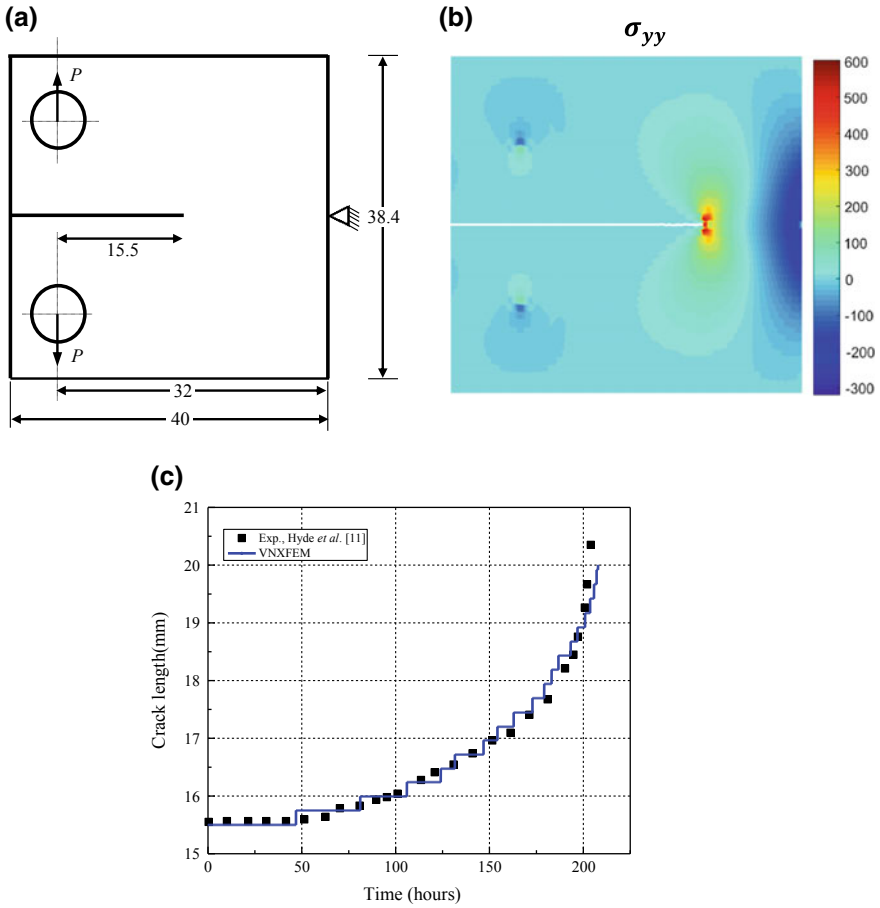 (a)
P
15.5
38.4
P
32
40
(b)
σyy
600
500
400
300
200
100
0
-100
-200
-300
(c)
21
20
19
18
17
16
15
Crack length(mm)
Exp., Hyde et al. [11]
VNXFEM
0 50 100 150 200
Time (hours)